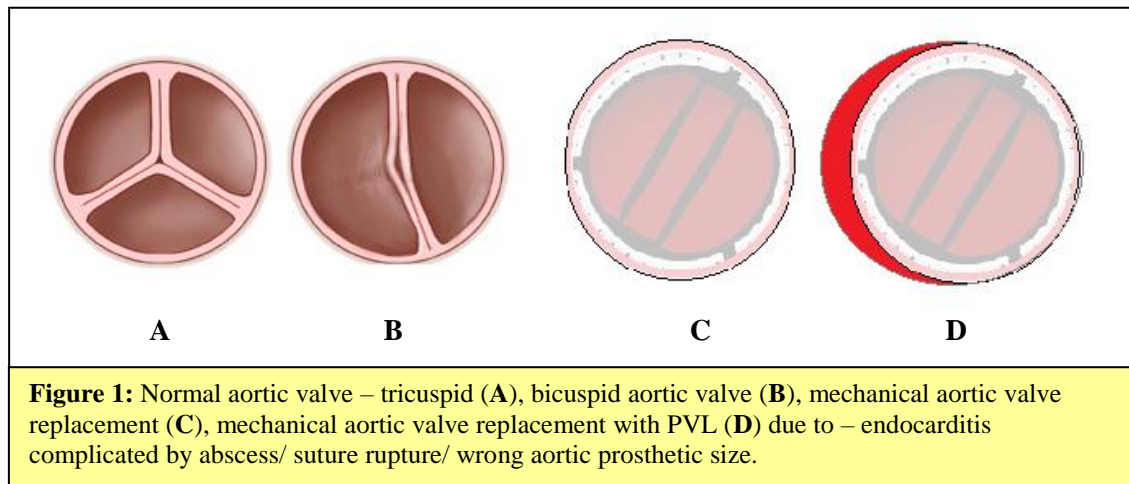 A B C D
Figure 1: Normal aortic valve – tricuspid (A), bicuspid aortic valve (B), mechanical aortic valve
replacement (C), mechanical aortic valve replacement with PVL (D) due to – endocarditis
complicated by abscess/ suture rupture/ wrong aortic prosthetic size.